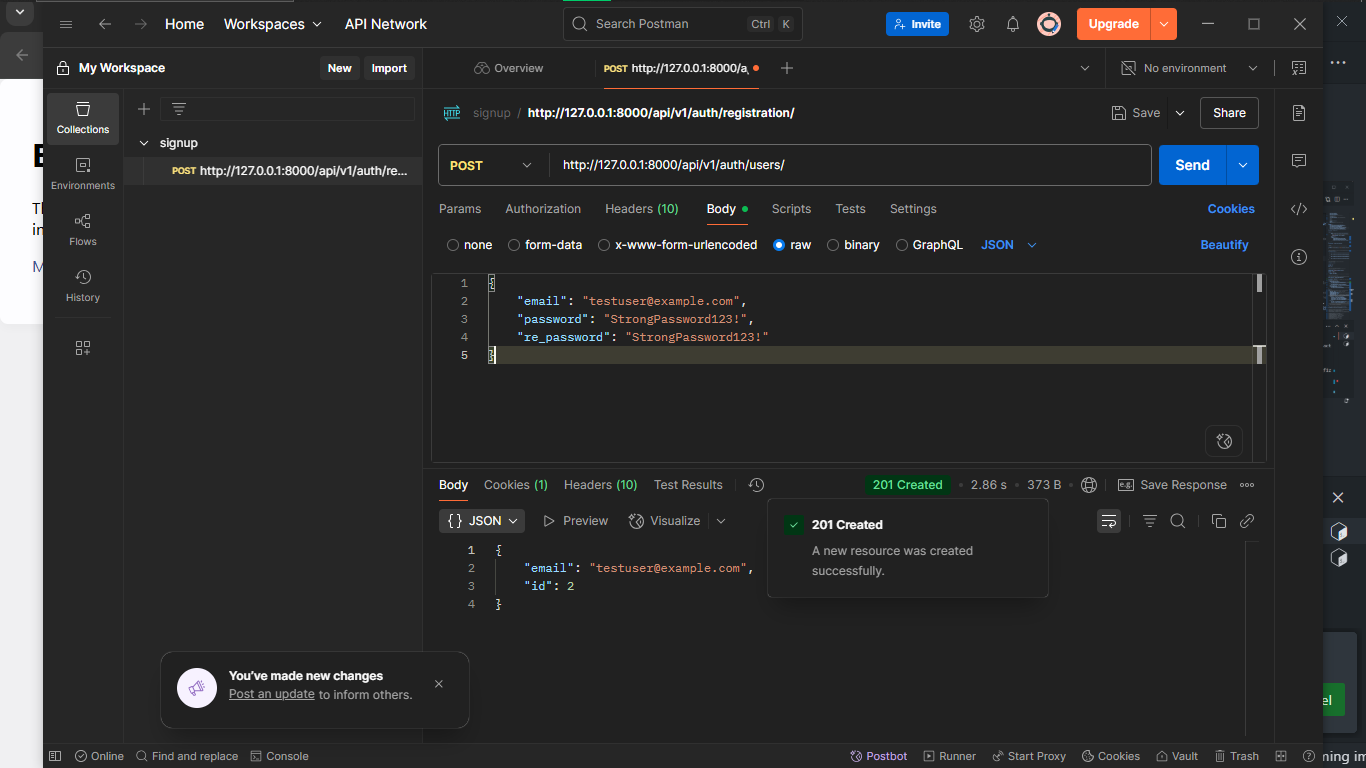 Home Workspaces API Network
Search Postman Ctrl K
Invite Upgrade
My Workspace New Import
Overview POST http://127.0.0.1:8000/a
No environment
Collections
Environments
Flows
History
signup
POST http://127.0.0.1:8000/api/v1/auth/re...
HTTP signup / http://127.0.0.1:8000/api/v1/auth/registration/
Save Share
POST http://127.0.0.1:8000/api/v1/auth/users/ Send
Params Authorization Headers (10) Body Scripts Tests Settings Cookies
none form-data x-www-form-urlencoded raw binary GraphQL JSON Beautify
1 {
2 "email": "testuser@example.com",
3 "password": "StrongPassword123!",
4 "re_password": "StrongPassword123!"
5 }
Body Cookies (1) Headers (10) Test Results 201 Created 2.86 s 373 B e.g. Save Response
{} JSON Preview Visualize
201 Created
A new resource was created
successfully.
1 {
2 "email": "testuser@example.com",
3 "id": 2
4 }
You've made new changes
Post an update to inform others.
Online Find and replace Console Postbot Runner Start Proxy Cookies Vault Trash